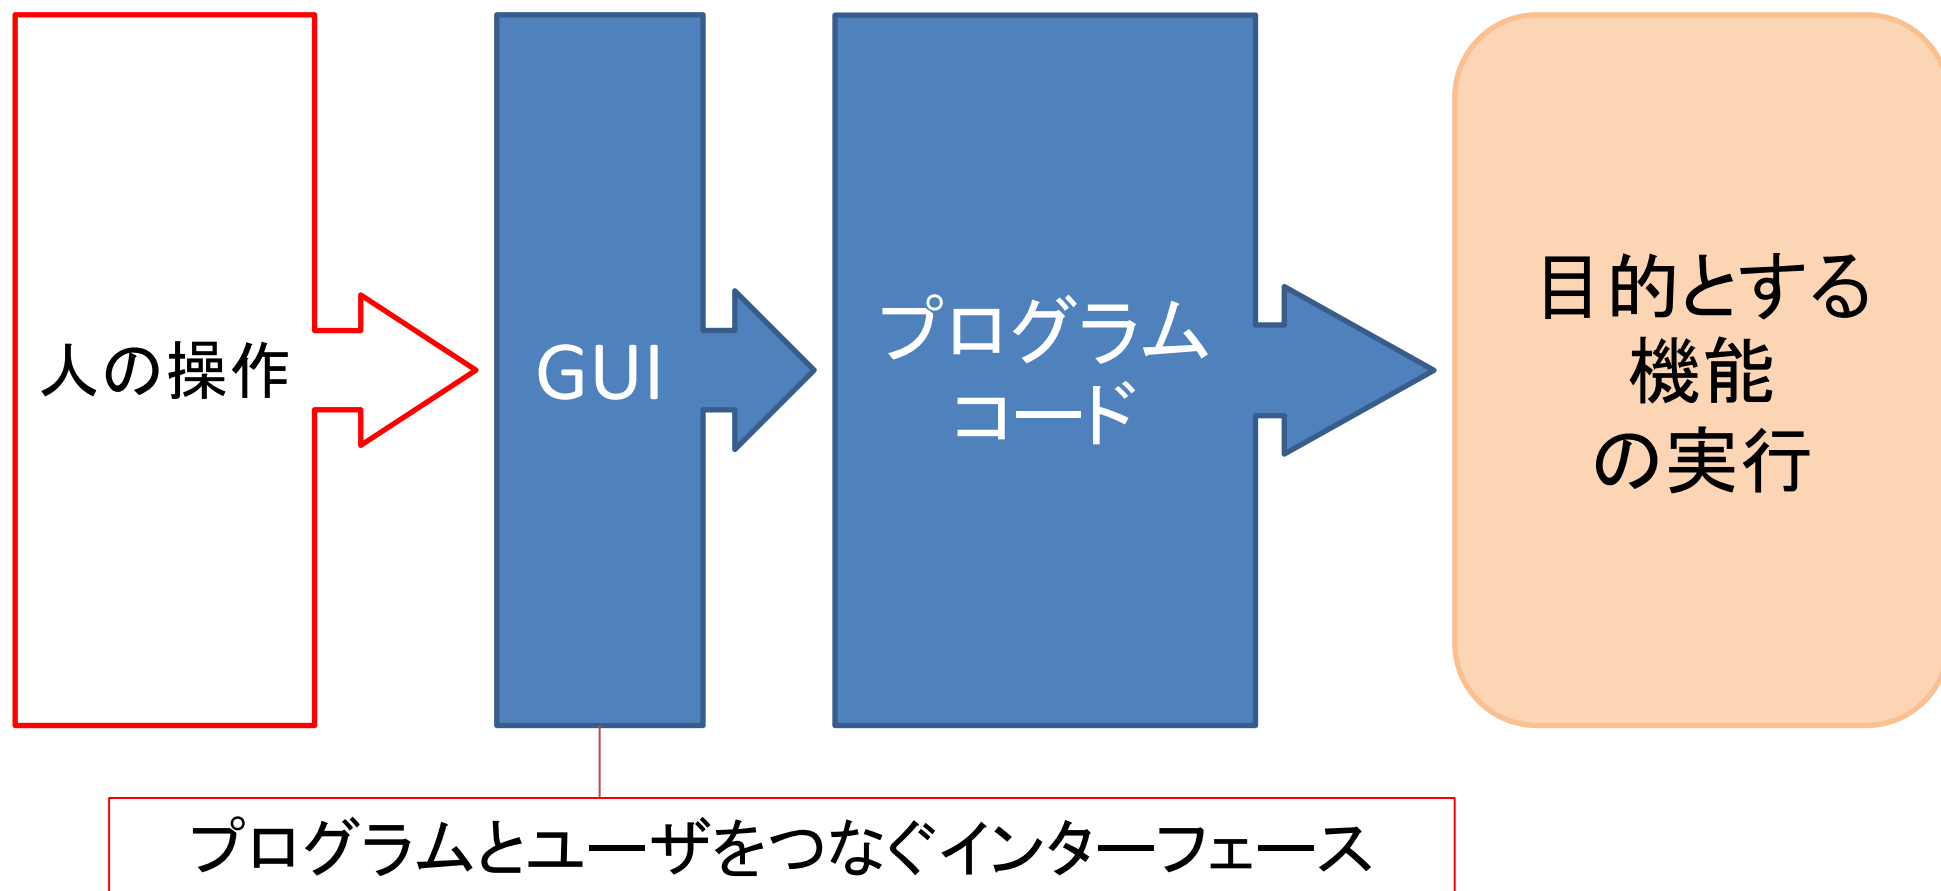 人の操作
GUI
プログラム
コード
目的とする
機能
の実行
プログラムとユーザをつなぐインターフェース